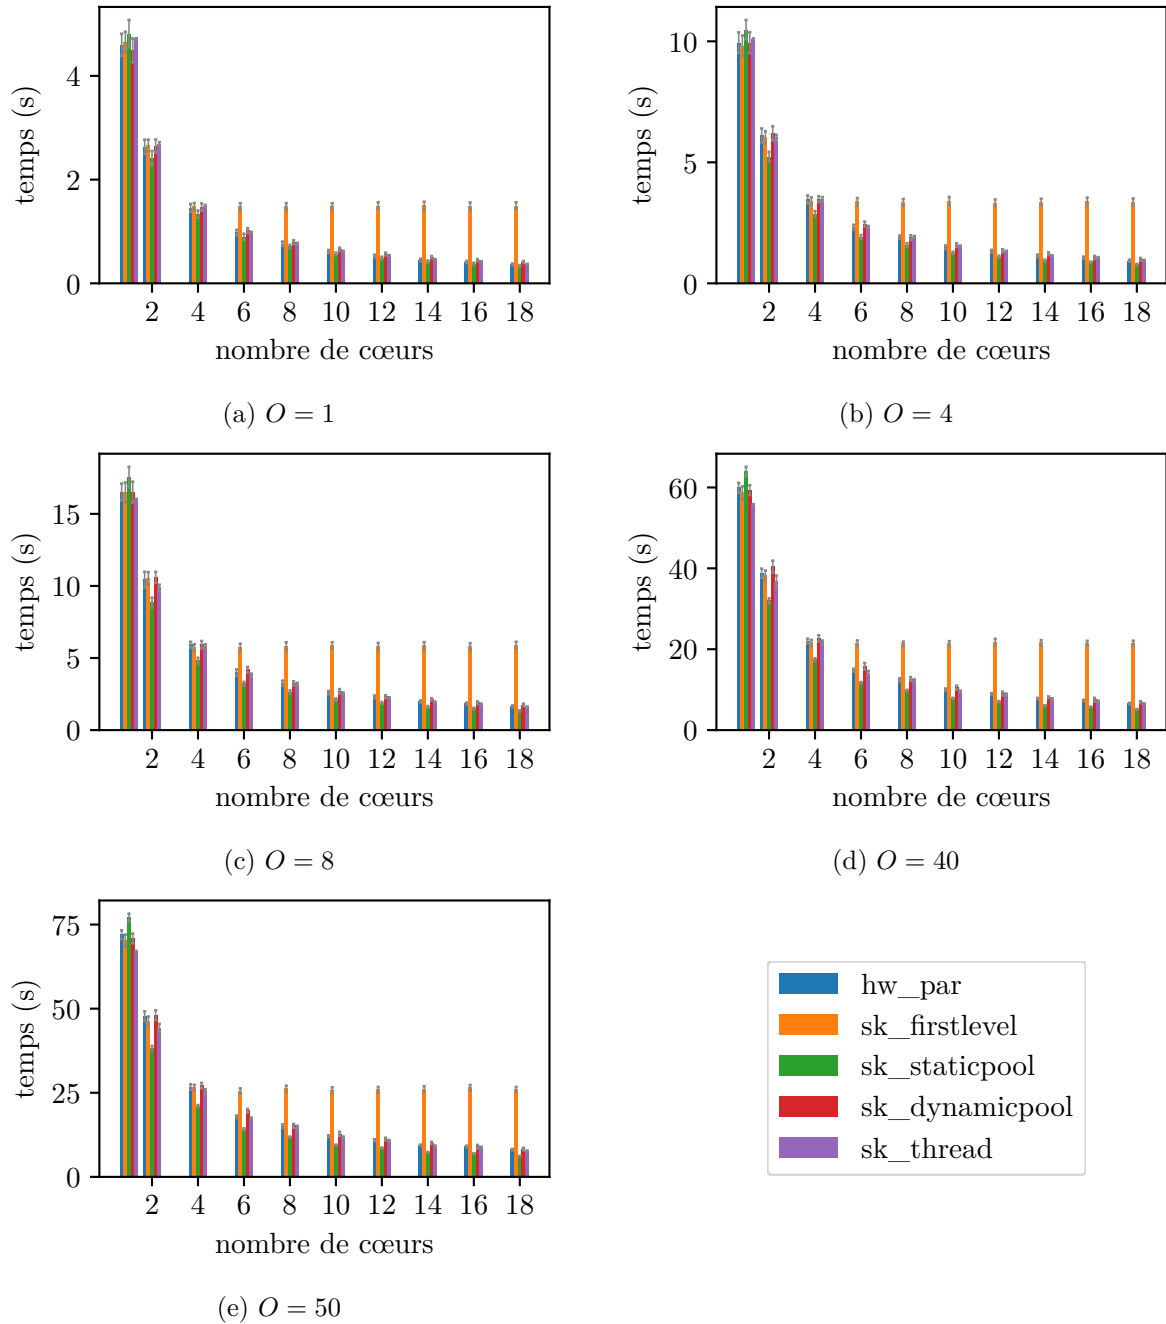 temps (s)
4
2
0
2 4 6 8 10 12 14 16 18
nombre de cœurs
(a) O = 1
temps (s)
10
5
0
2 4 6 8 10 12 14 16 18
nombre de cœurs
(b) O = 4
temps (s)
15
10
5
0
2 4 6 8 10 12 14 16 18
nombre de cœurs
(c) O = 8
temps (s)
60
40
20
0
2 4 6 8 10 12 14 16 18
nombre de cœurs
(d) O = 40
temps (s)
75
50
25
0
2 4 6 8 10 12 14 16 18
nombre de cœurs
(e) O = 50
hw_par
sk_firstlevel
sk_staticpool
sk_dynamicpool
sk_thread